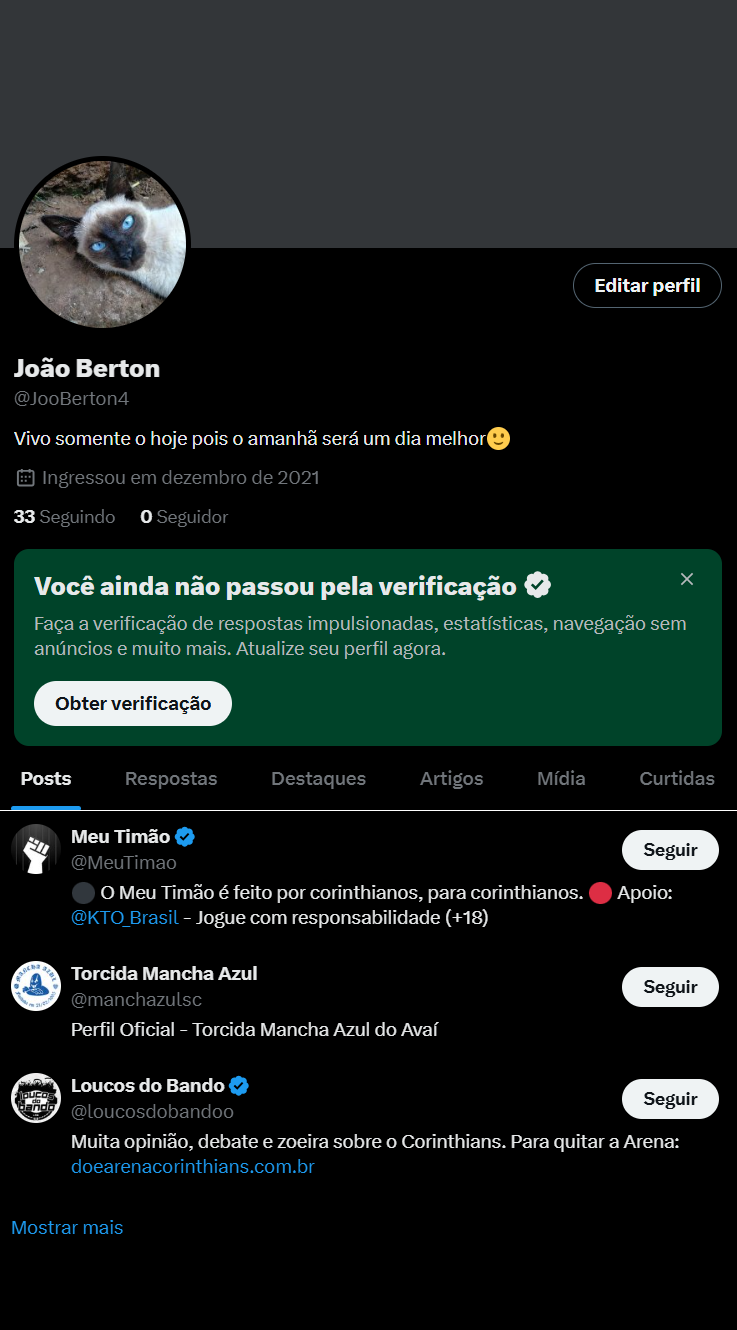 Editar perfil
João Berton
@JooBerton4
Vivo somente o hoje pois o amanhã será um dia melhor🙂
Ingressou em dezembro de 2021
33 Seguindo 0 Seguidor
Você ainda não passou pela verificação
Faça a verificação de respostas impulsionadas, estatísticas, navegação sem
anúncios e muito mais. Atualize seu perfil agora.
Obter verificação
Posts Respostas Destaques Artigos Mídia Curtidas
Meu Timão
@MeuTimao
Seguir
⚫ O Meu Timão é feito por corinthianos, para corinthianos. 🔴 Apoio:
@KTO_Brasil - Jogue com responsabilidade (+18)
MANCHA AZUL
Torcida Mancha Azul
@manchazulsc
Seguir
Perfil Oficial - Torcida Mancha Azul do Avaí
loucos
do
bando
Loucos do Bando
@loucosdobandoo
Seguir
Muita opinião, debate e zoeira sobre o Corinthians. Para quitar a Arena:
doearenacorinthians.com.br
Mostrar mais